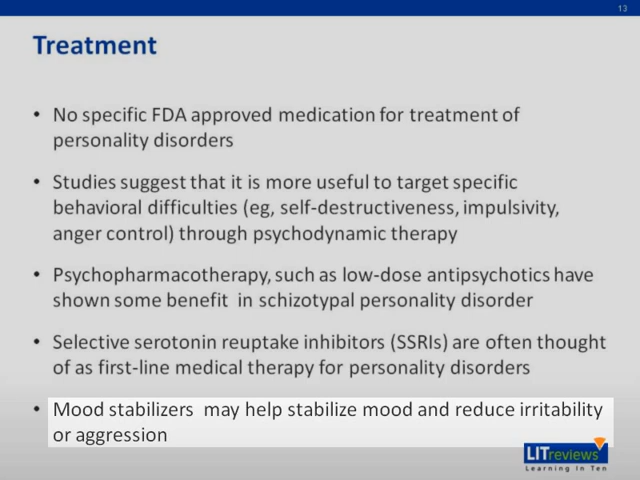 13
Treatment
• No specific FDA approved medication for treatment of
personality disorders
• Studies suggest that it is more useful to target specific
behavioral difficulties (eg, self-destructiveness, impulsivity,
anger control) through psychodynamic therapy
• Psychopharmacotherapy, such as low-dose antipsychotics have
shown some benefit in schizotypal personality disorder
• Selective serotonin reuptake inhibitors (SSRIs) are often thought
of as first-line medical therapy for personality disorders
• Mood stabilizers may help stabilize mood and reduce irritability
or aggression
LITreviews
Learning In Ten